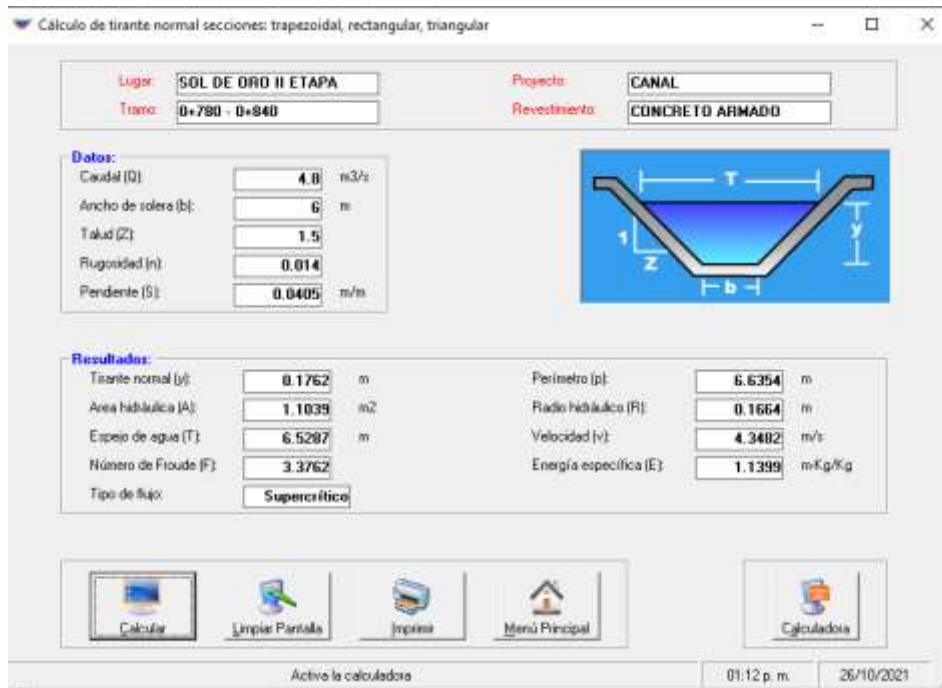 Cálculo de tirante normal secciones: trapezoidal, rectangular, triangular
Lugar: SOL DE ORO II ETAPA Proyecto: CANAL
Tramo: 0+780 - 0+840 Revestimiento: CONCRETO ARMADO
Datos:
Caudal (Q): 4.8 m3/s
Ancho de solera (b): 6 m
Talud (Z): 1.5
Rugosidad (n): 0.014
Pendiente (S): 0.0405 m/m
T
y
1
Z
b
Resultados:
Tirante normal (y): 0.1762 m Perímetro (p): 6.6354 m
Area hidráulica (A): 1.1039 m2 Radio hidráulico (R): 0.1664 m
Espejo de agua (T): 6.5287 m Velocidad (v): 4.3482 m/s
Número de Froude (F): 3.3762 Energía específica (E): 1.1399 m-Kg/Kg
Tipo de flujo: Supercrítico
Calcular Limpiar Pantalla Imprimir Menú Principal Calculadora
Activa la calculadora 01:12 p. m. 26/10/2021